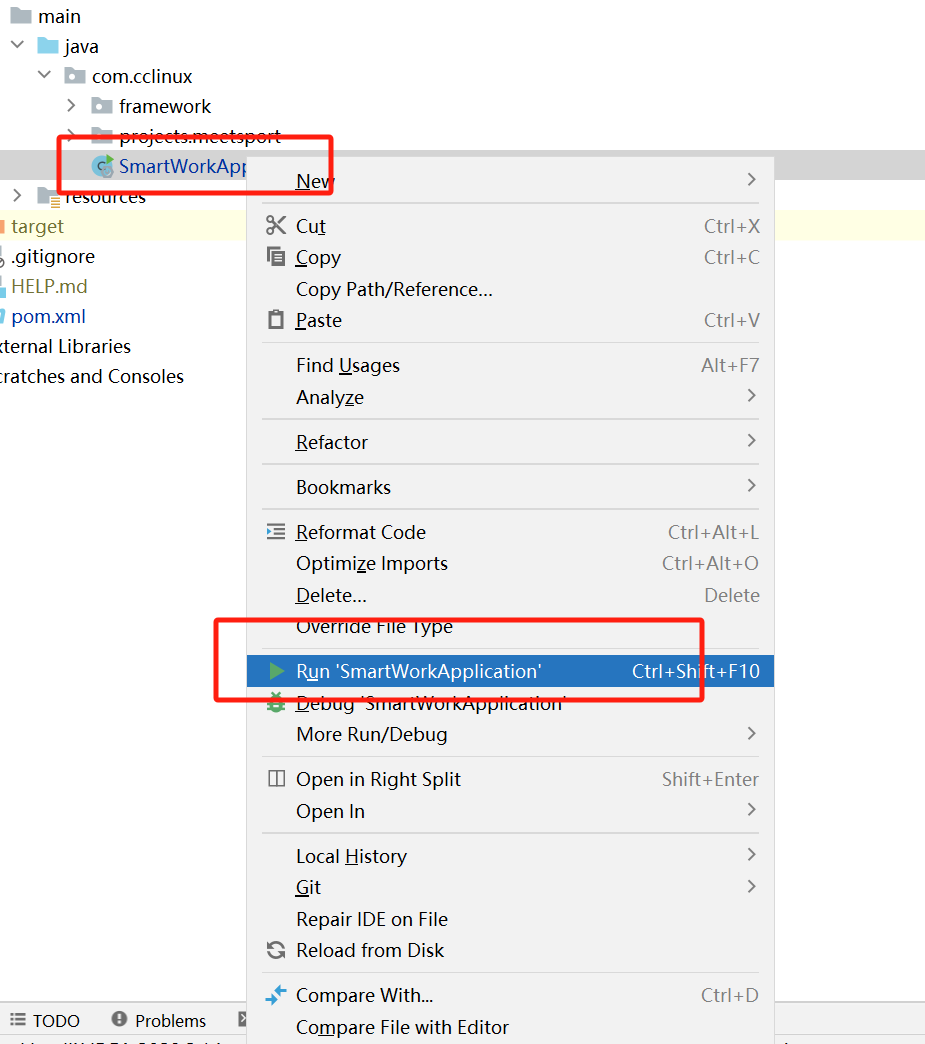 main
java
com.cclinux
framework
projects.meetsport
SmartWorkApp
resources
target
.gitignore
HELP.md
pom.xml
xternal Libraries
cratches and Consoles
New
Cut Ctrl+X
Copy Ctrl+C
Copy Path/Reference...
Paste Ctrl+V
Find Usages Alt+F7
Analyze
Refactor
Bookmarks
Reformat Code Ctrl+Alt+L
Optimize Imports Ctrl+Alt+O
Delete... Delete
Override File Type
Run 'SmartWorkApplication' Ctrl+Shift+F10
Debug 'SmartWorkApplication'
More Run/Debug
Open in Right Split Shift+Enter
Open In
Local History
Git
Repair IDE on File
Reload from Disk
Compare With... Ctrl+D
Compare File with Editor
TODO Problems